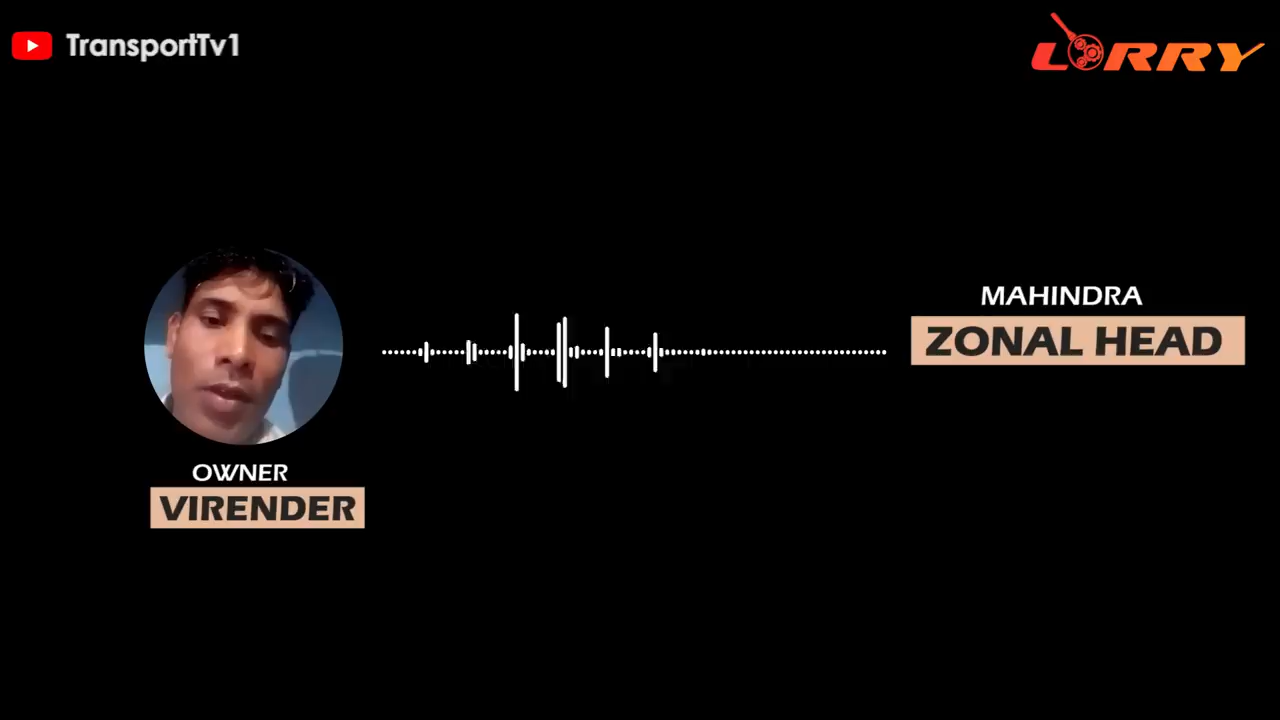 TransportTv1
LORRY
MAHINDRA
ZONAL HEAD
OWNER
VIRENDER